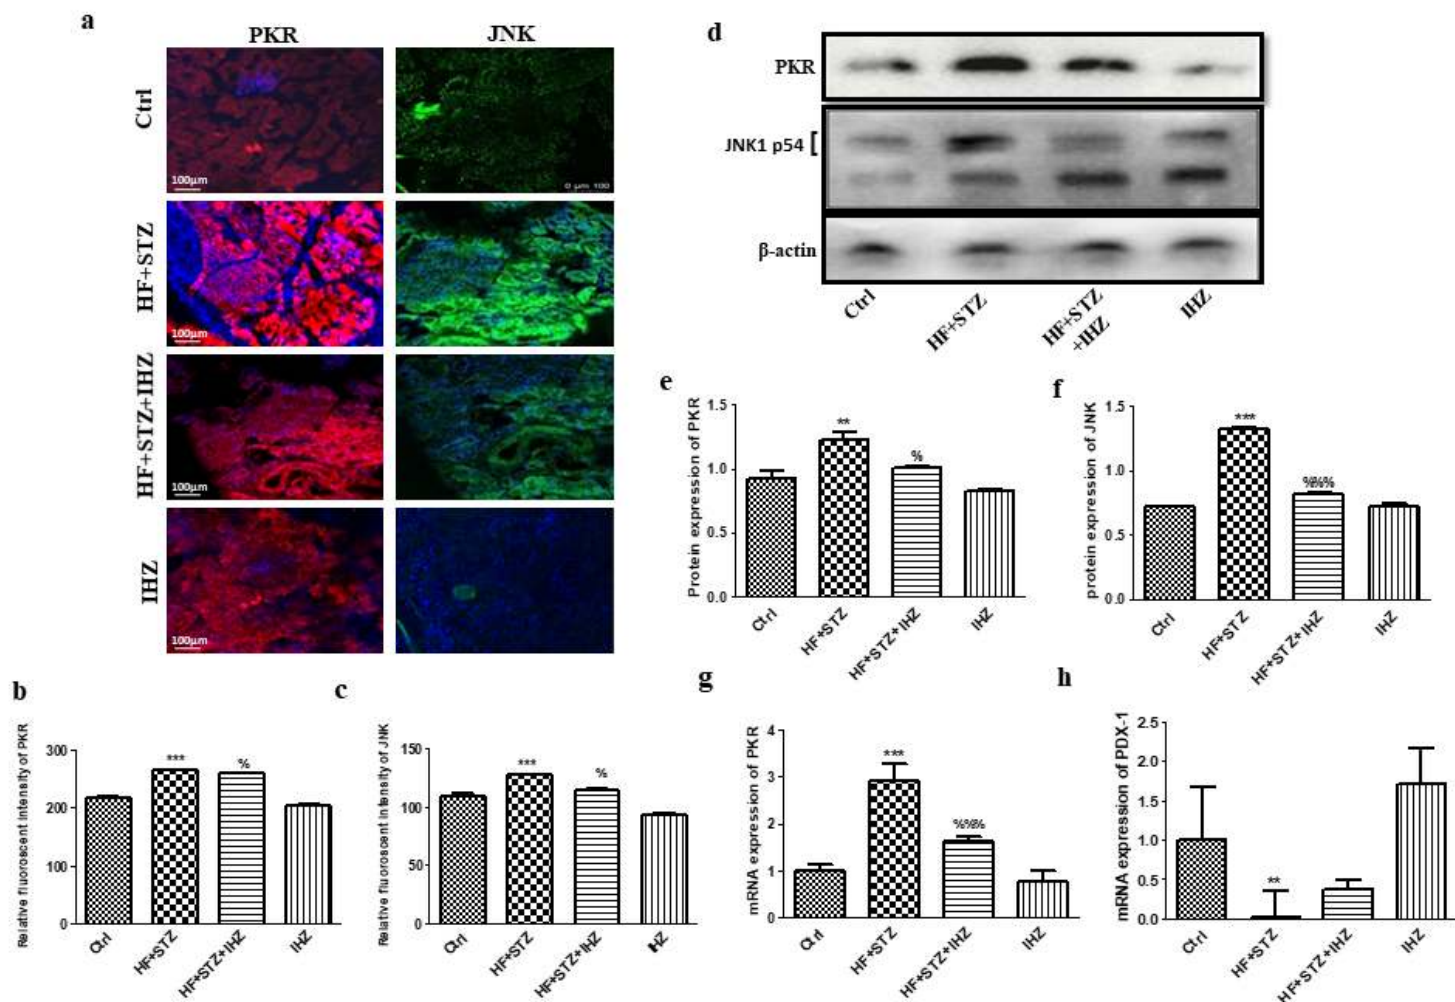 a
PKR
JNK
Ctrl
100µm
0 µm 100
HF+STZ
100µm
HF+STZ+IHZ
100µm
IHZ
100µm
b
Relative fluoroscent intensity of PKR
300
200
100
0
***
%
Ctrl
HF+STZ
HF+STZ+IHZ
IHZ
c
Relative fluoroscent intensity of JNK
150
100
50
0
***
%
Ctrl
HF+STZ
HF+STZ+IHZ
IHZ
d
PKR
JNK1 p54 [
β-actin
Ctrl
HF+STZ
HF+STZ
+IHZ
IHZ
e
Protein expression of PKR
1.5
1.0
0.5
0.0
**
%
Ctrl
HF+STZ
HF+STZ+IHZ
IHZ
f
protein expression of JNK
1.5
1.0
0.5
0.0
***
%%%
Ctrl
HF+STZ
HF+STZ+IHZ
IHZ
g
mRNA expression of PKR
4
3
2
1
0
***
%%%
Ctrl
HF+STZ
HF+STZ+IHZ
IHZ
h
mRNA expression of PDX-1
2.5
2.0
1.5
1.0
0.5
0.0
**
Ctrl
HF+STZ
HF+STZ+IHZ
IHZ